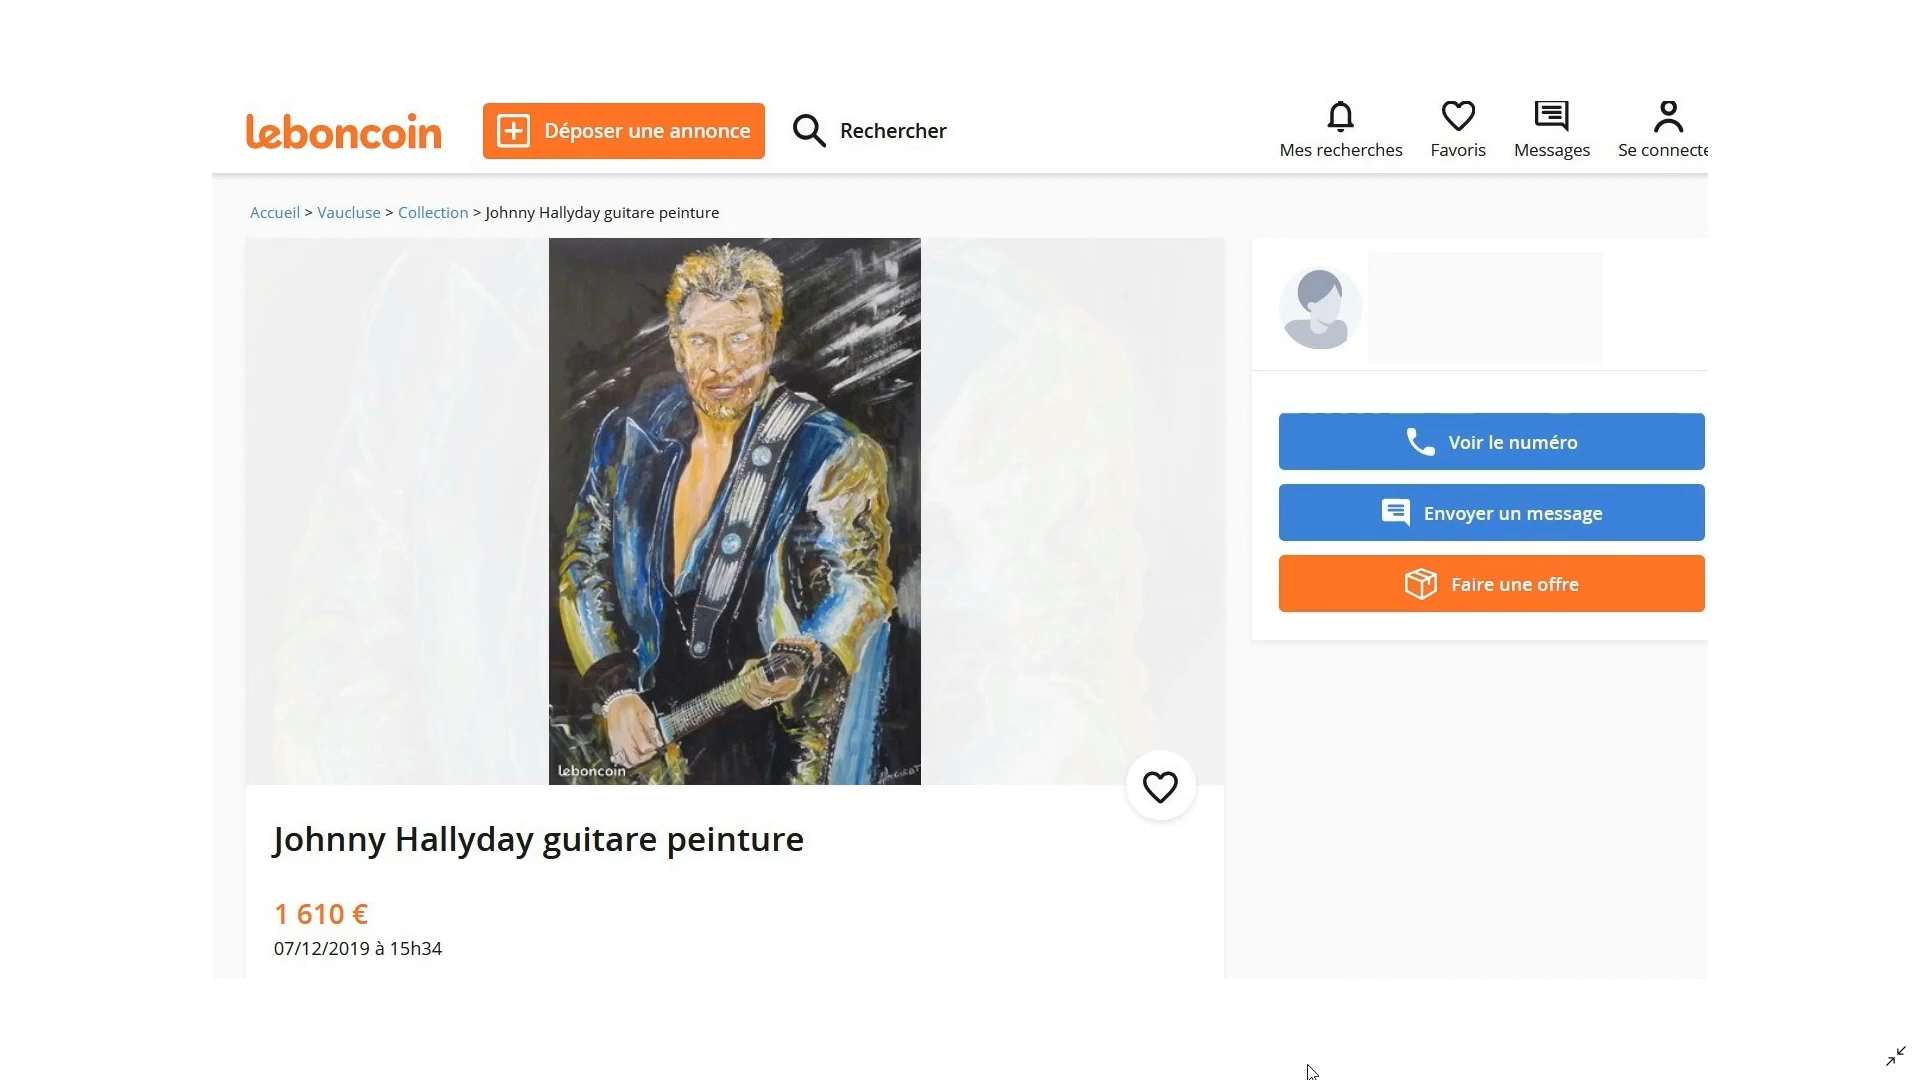 leboncoin
Déposer une annonce
Rechercher
Mes recherches
Favoris
Messages
Se connecte
Accueil > Vaucluse > Collection > Johnny Hallyday guitare peinture
Voir le numéro
Envoyer un message
Faire une offre
leboncoin
Johnny Hallyday guitare peinture
1 610 €
07/12/2019 à 15h34